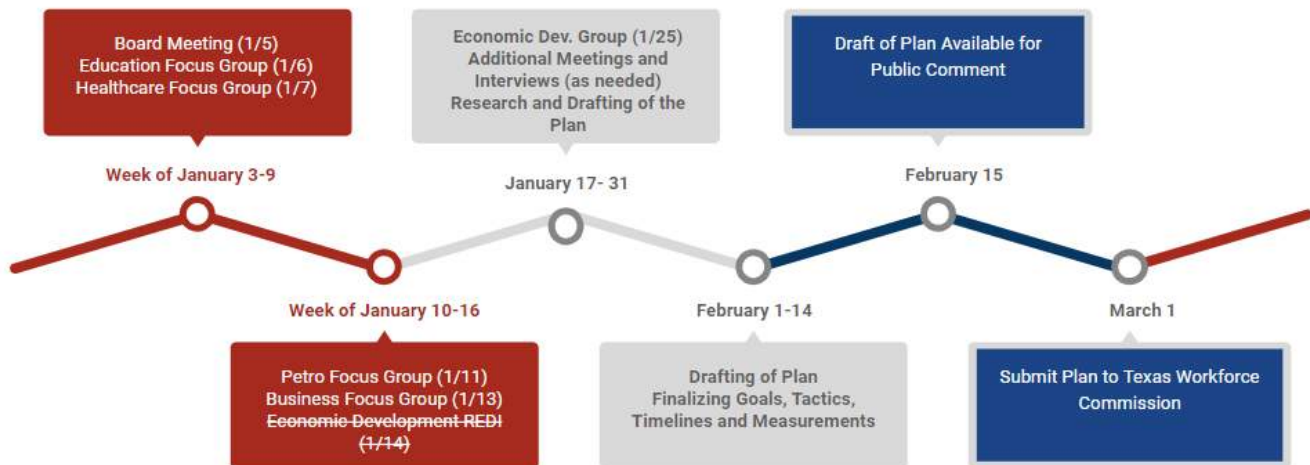 Board Meeting (1/5)
Education Focus Group (1/6)
Healthcare Focus Group (1/7)
Week of January 3-9
Week of January 10-16
Petro Focus Group (1/11)
Business Focus Group (1/13)
Economic Development REDI
(1/14)
Economic Dev. Group (1/25)
Additional Meetings and
Interviews (as needed)
Research and Drafting of the
Plan
January 17- 31
February 1-14
Drafting of Plan
Finalizing Goals, Tactics,
Timelines and Measurements
Draft of Plan Available for
Public Comment
February 15
March 1
Submit Plan to Texas Workforce
Commission